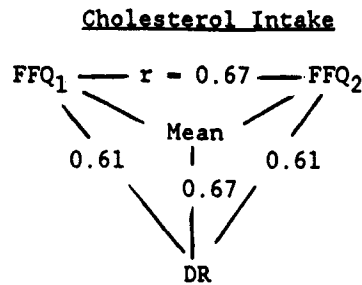 Cholesterol Intake
FFQ1 r = 0.67 FFQ2
Mean
0.61 0.61
0.67
DR